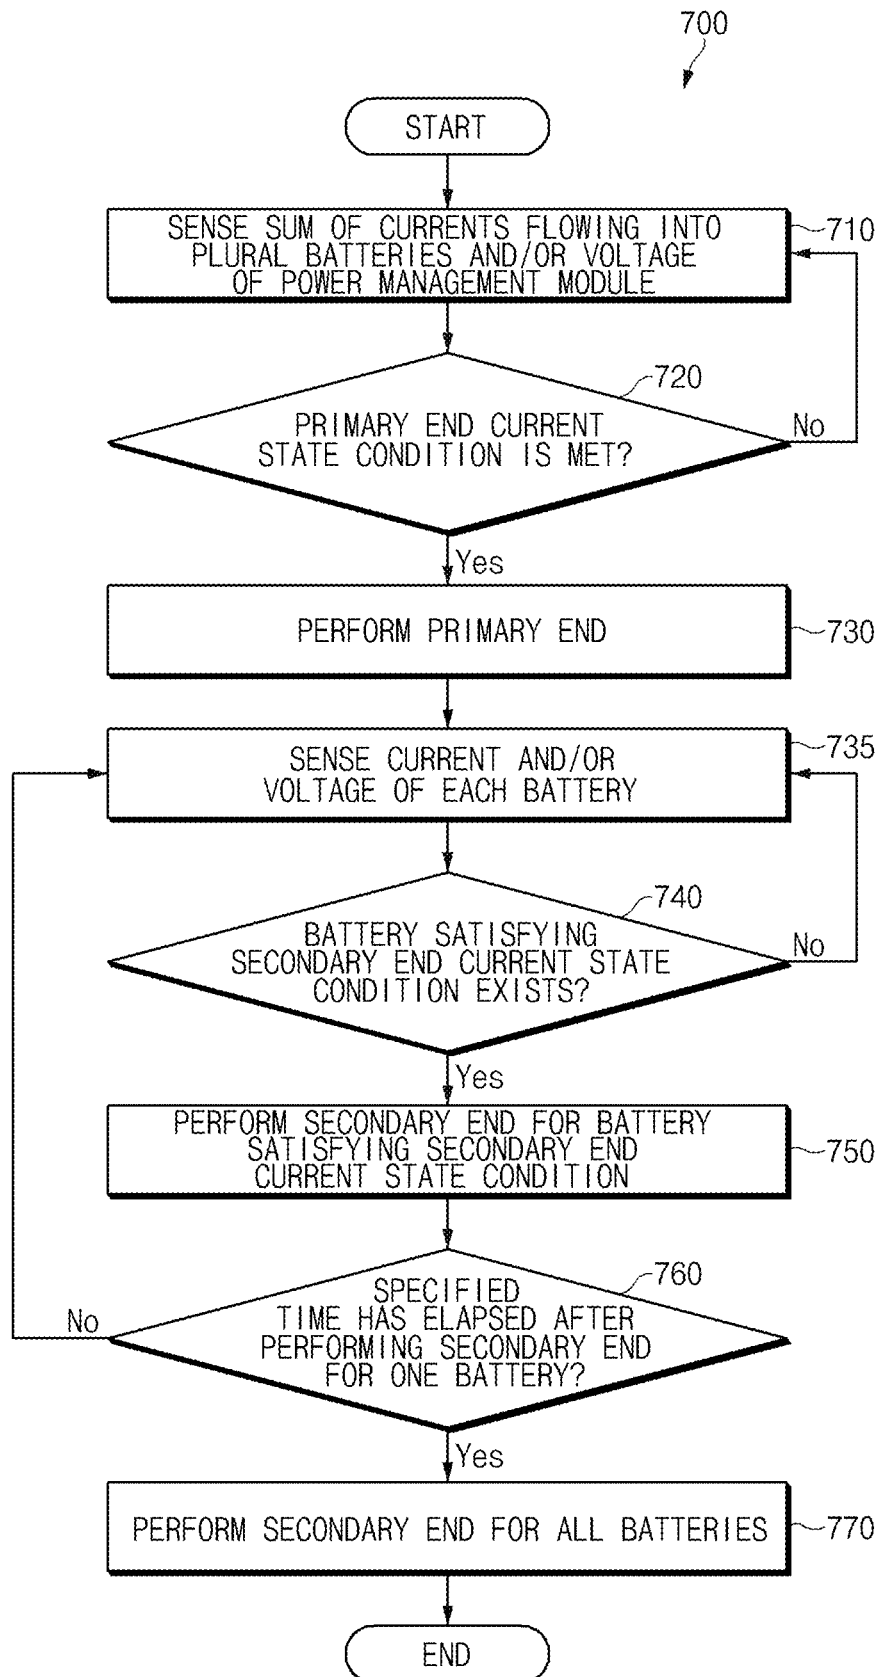 700
START
SENSE SUM OF CURRENTS FLOWING INTO
PLURAL BATTERIES AND/OR VOLTAGE
OF POWER MANAGEMENT MODULE
710
720
PRIMARY END CURRENT
STATE CONDITION IS MET?
No
Yes
PERFORM PRIMARY END
730
SENSE CURRENT AND/OR
VOLTAGE OF EACH BATTERY
735
740
BATTERY SATISFYING
SECONDARY END CURRENT STATE
CONDITION EXISTS?
No
Yes
PERFORM SECONDARY END FOR BATTERY
SATISFYING SECONDARY END
CURRENT STATE CONDITION
750
760
SPECIFIED
TIME HAS ELAPSED AFTER
PERFORMING SECONDARY END
FOR ONE BATTERY?
No
Yes
PERFORM SECONDARY END FOR ALL BATTERIES
770
END